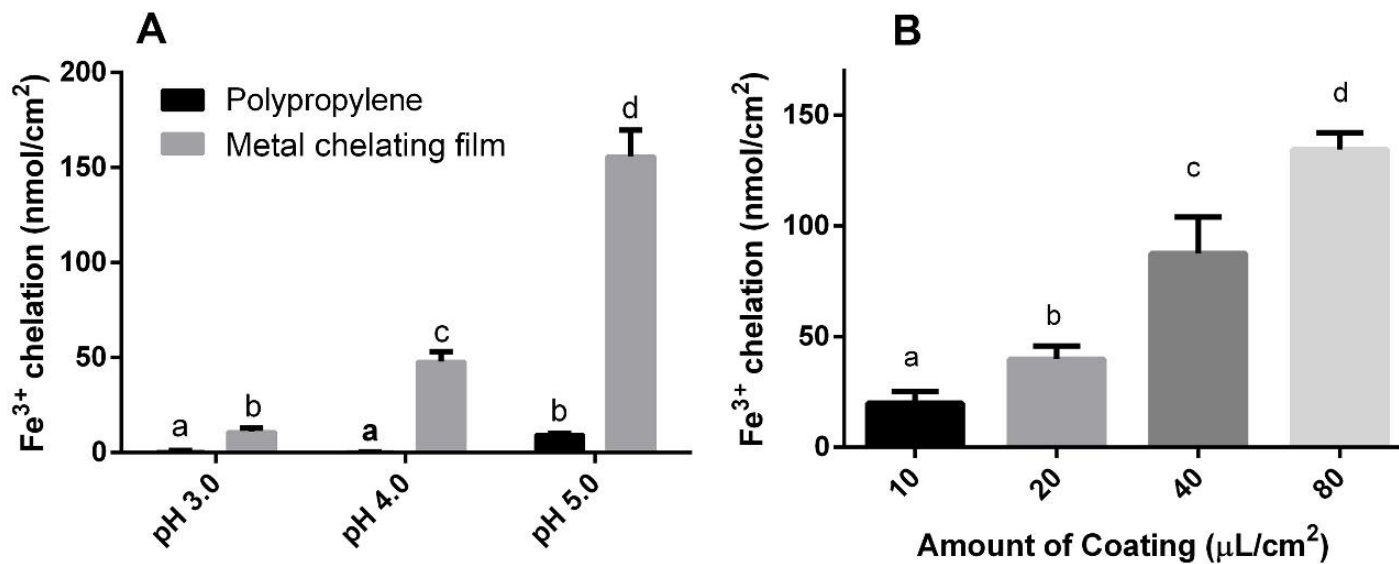 A
Fe³⁺ chelation (nmol/cm²)
200
150
100
50
0
Polypropylene
Metal chelating film
a
b
a
c
b
d
pH 3.0
pH 4.0
pH 5.0
B
Fe³⁺ chelation (nmol/cm²)
150
100
50
0
a
b
c
d
10
20
40
80
Amount of Coating (μL/cm²)